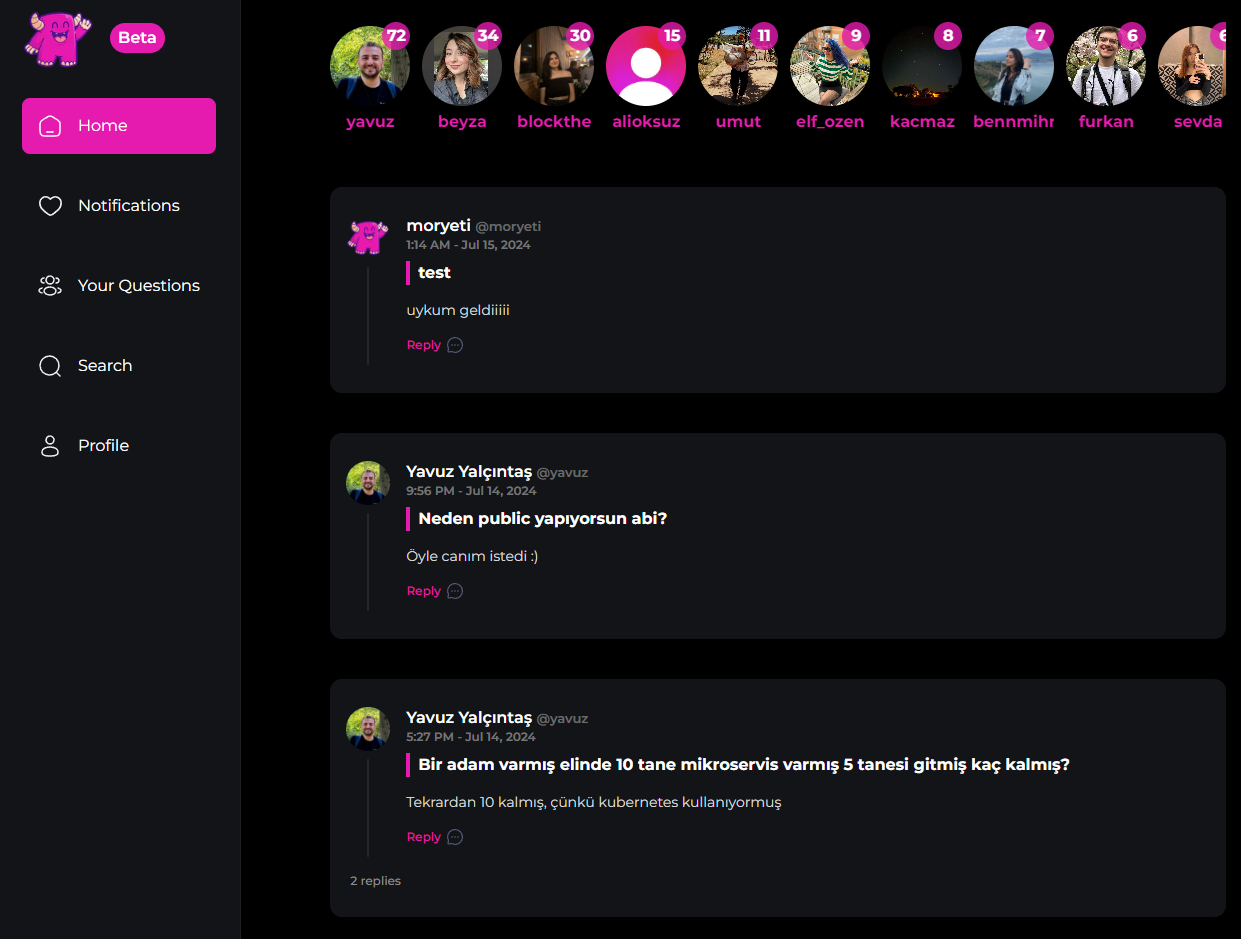 Beta
Home
Notifications
Your Questions
Search
Profile
72 34 30 15 11 9 8 7 6 6
yavuz beyza blockthe alioksuz umut elf_ozen kacmaz bennmihr furkan sevda
moryeti @moryeti
1:14 AM - Jul 15, 2024
test
uykum geldiiiii
Reply
Yavuz Yalçıntaş @yavuz
9:56 PM - Jul 14, 2024
Neden public yapıyorsun abi?
Öyle canım istedi :)
Reply
Yavuz Yalçıntaş @yavuz
5:27 PM - Jul 14, 2024
Bir adam varmış elinde 10 tane mikroservis varmış 5 tanesi gitmiş kaç kalmış?
Tekrardan 10 kalmış, çünkü kubernetes kullanıyormuş
Reply
2 replies